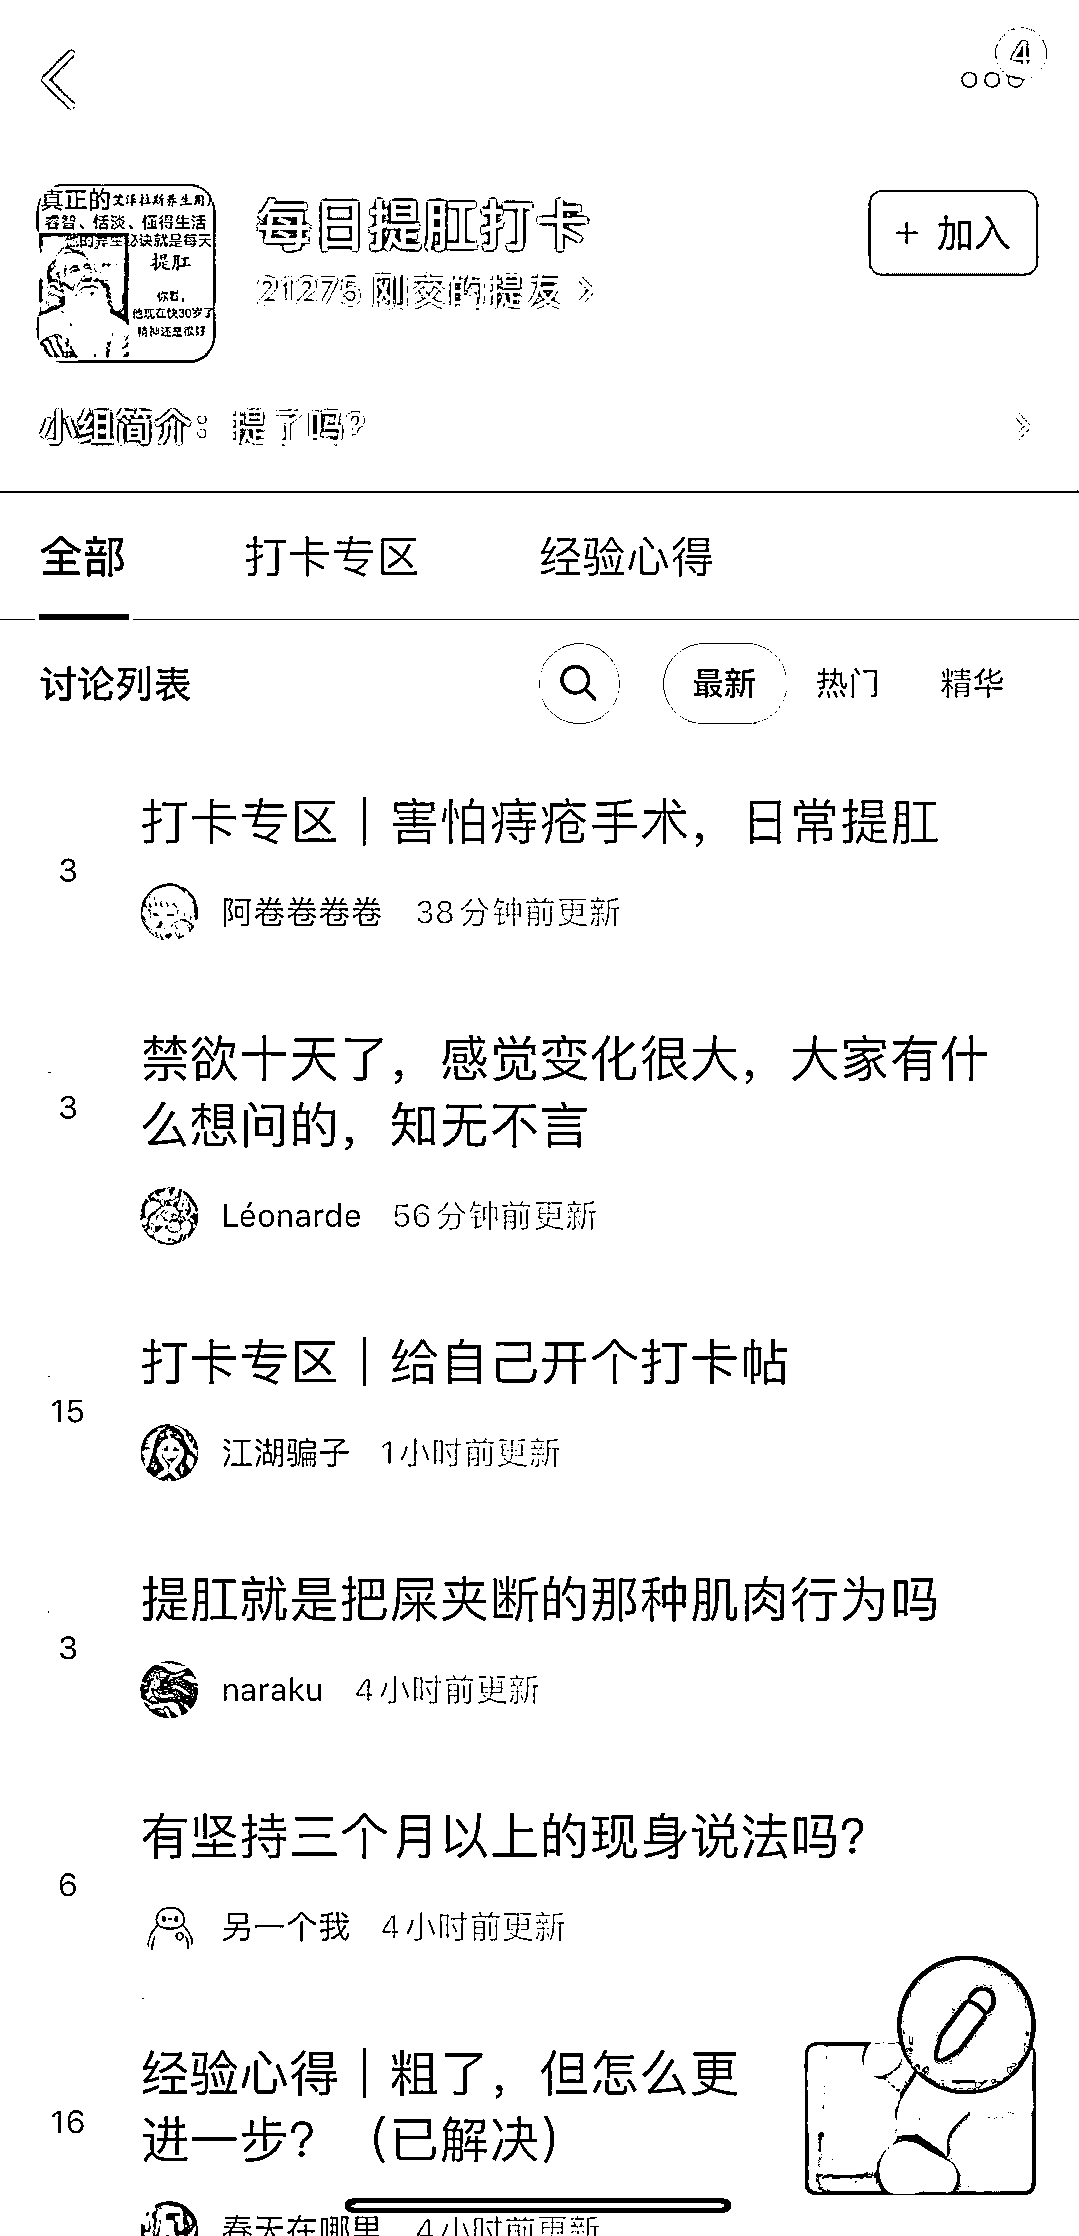 4
真正的艾泽拉斯养生周)
睿智、恬淡、懂得生活
他的养生秘诀就是每天
提肛
你看,
他现在快30岁了
精神还是很好
每日提肛打卡
21275 刚交的提友
+ 加入
小组简介：提了吗？
全部 打卡专区 经验心得
讨论列表 最新 热门 精华
打卡专区｜害怕痔疮手术，日常提肛
3
阿卷卷卷卷 38分钟前更新
禁欲十天了，感觉变化很大，大家有什
么想问的，知无不言
3
Léonarde 56分钟前更新
打卡专区｜给自己开个打卡帖
15
江湖骗子 1小时前更新
提肛就是把屎夹断的那种肌肉行为吗
3
naraku 4小时前更新
有坚持三个月以上的现身说法吗？
6
另一个我 4小时前更新
经验心得｜粗了，但怎么更
进一步？（已解决）
16
春天在哪里 4小时前更新